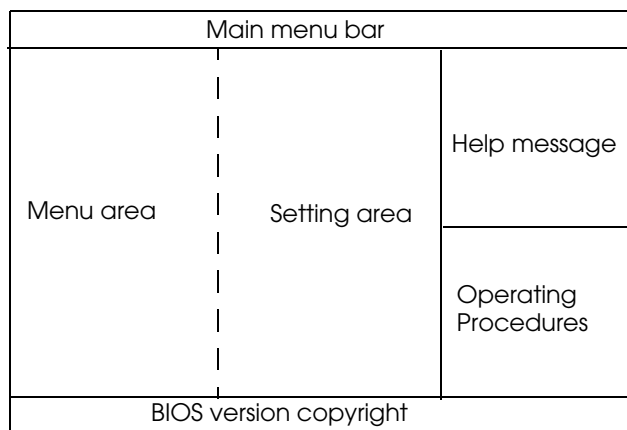 Main menu bar
Menu area
Setting area
Help message
Operating
Procedures
BIOS version copyright